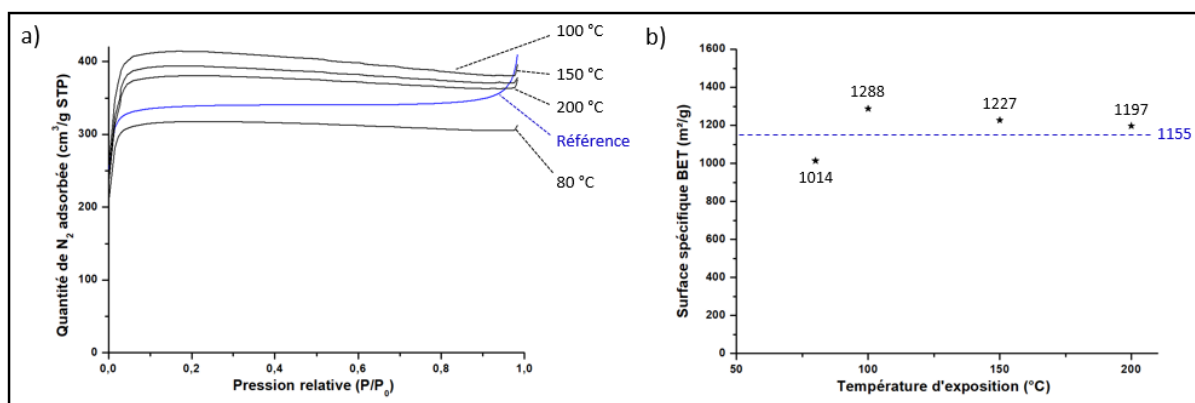 a)
Quantité de N2 adsorbée (cm3/g STP)
400
300
200
100
0
0,0 0,2 0,4 0,6 0,8 1,0
Pression relative (P/P0)
100 °C
150 °C
200 °C
Référence
80 °C
b)
Surface spécifique BET (m²/g)
1600
1400
1200
1000
800
600
400
200
0
50 100 150 200
Température d'exposition (°C)
1288
1227
1197
1155
1014